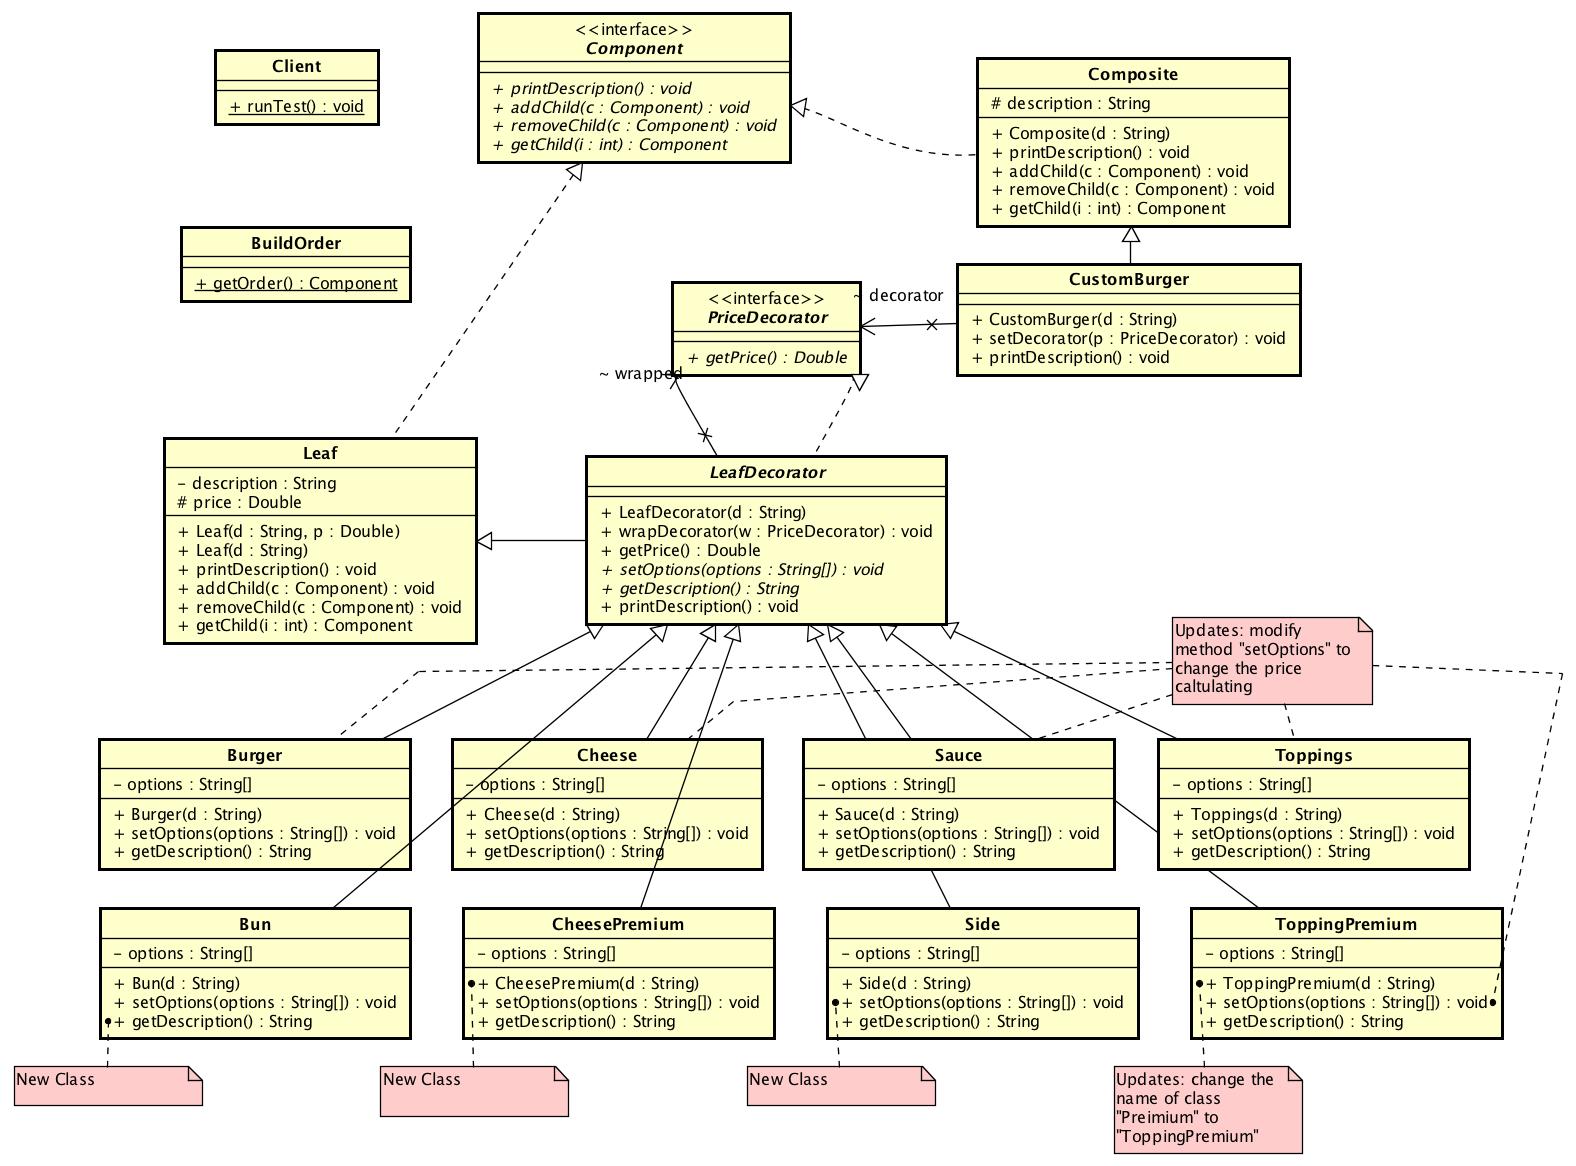 <<interface>>
Component
+ printDescription() : void
+ addChild(c : Component) : void
+ removeChild(c : Component) : void
+ getChild(i : int) : Component
Client
+ runTest() : void
Composite
# description : String
+ Composite(d : String)
+ printDescription() : void
+ addChild(c : Component) : void
+ removeChild(c : Component) : void
+ getChild(i : int) : Component
BuildOrder
+ getOrder() : Component
<<interface>>
PriceDecorator
+ getPrice() : Double
~ decorator
CustomBurger
+ CustomBurger(d : String)
+ setDecorator(p : PriceDecorator) : void
+ printDescription() : void
~ wrapped
Leaf
- description : String
# price : Double
+ Leaf(d : String, p : Double)
+ Leaf(d : String)
+ printDescription() : void
+ addChild(c : Component) : void
+ removeChild(c : Component) : void
+ getChild(i : int) : Component
LeafDecorator
+ LeafDecorator(d : String)
+ wrapDecorator(w : PriceDecorator) : void
+ getPrice() : Double
+ setOptions(options : String[]) : void
+ getDescription() : String
+ printDescription() : void
Updates: modify
method "setOptions" to
change the price
caltulating
Burger
- options : String[]
+ Burger(d : String)
+ setOptions(options : String[]) : void
+ getDescription() : String
Cheese
- options : String[]
+ Cheese(d : String)
+ setOptions(options : String[]) : void
+ getDescription() : String
Sauce
- options : String[]
+ Sauce(d : String)
+ setOptions(options : String[]) : void
+ getDescription() : String
Toppings
- options : String[]
+ Toppings(d : String)
+ setOptions(options : String[]) : void
+ getDescription() : String
Bun
- options : String[]
+ Bun(d : String)
+ setOptions(options : String[]) : void
+ getDescription() : String
CheesePremium
- options : String[]
+ CheesePremium(d : String)
+ setOptions(options : String[]) : void
+ getDescription() : String
Side
- options : String[]
+ Side(d : String)
+ setOptions(options : String[]) : void
+ getDescription() : String
ToppingPremium
- options : String[]
+ ToppingPremium(d : String)
+ setOptions(options : String[]) : void
+ getDescription() : String
New Class
New Class
New Class
Updates: change the
name of class
"Preimium" to
"ToppingPremium"